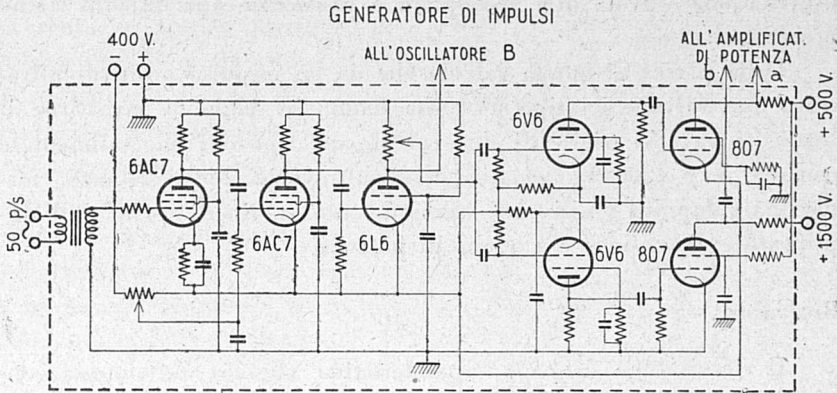 GENERATORE DI IMPULSI
400 V.
− +
ALL'OSCILLATORE B
ALL'AMPLIFICAT.
DI POTENZA
b a
+ 500 V.
6AC7
6AC7
6L6
6V6
807
50 p/s
~
6V6
807
+ 1500 V.